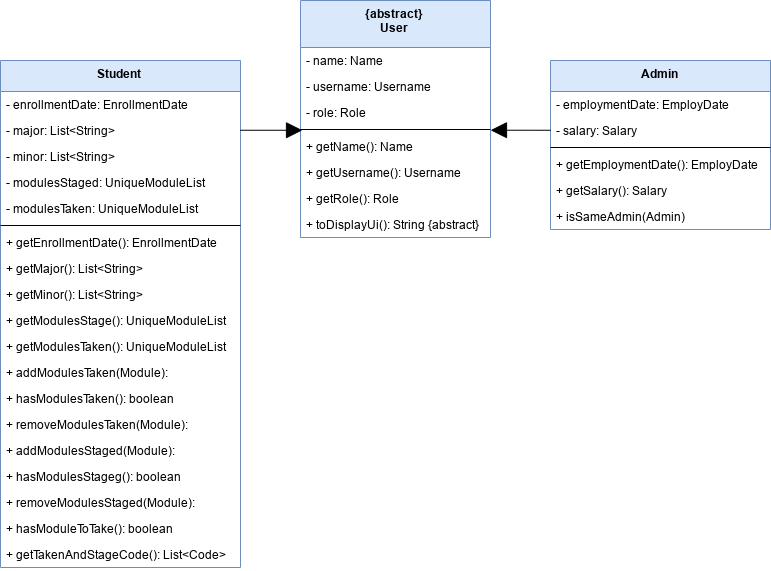 Student
- enrollmentDate: EnrollmentDate
- major: List<String>
- minor: List<String>
- modulesStaged: UniqueModuleList
- modulesTaken: UniqueModuleList
+ getEnrollmentDate(): EnrollmentDate
+ getMajor(): List<String>
+ getMinor(): List<String>
+ getModulesStage(): UniqueModuleList
+ getModulesTaken(): UniqueModuleList
+ addModulesTaken(Module):
+ hasModulesTaken(): boolean
+ removeModulesTaken(Module):
+ addModulesStaged(Module):
+ hasModulesStageg(): boolean
+ removeModulesStaged(Module):
+ hasModuleToTake(): boolean
+ getTakenAndStageCode(): List<Code>
{abstract}
User
- name: Name
- username: Username
- role: Role
+ getName(): Name
+ getUsername(): Username
+ getRole(): Role
+ toDisplayUi(): String {abstract}
Admin
- employmentDate: EmployDate
- salary: Salary
+ getEmploymentDate(): EmployDate
+ getSalary(): Salary
+ isSameAdmin(Admin)